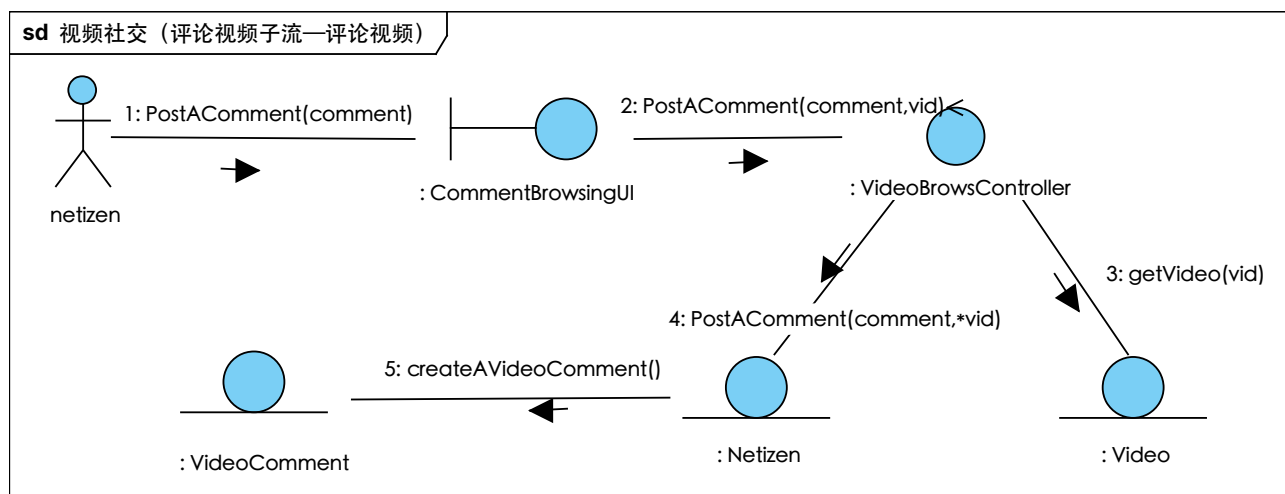 sd 视频社交（评论视频子流—评论视频）
1: PostAComment(comment)
2: PostAComment(comment,vid)
netizen
: CommentBrowsingUI
: VideoBrowsController
3: getVideo(vid)
4: PostAComment(comment,*vid)
5: createAVideoComment()
: VideoComment
: Netizen
: Video